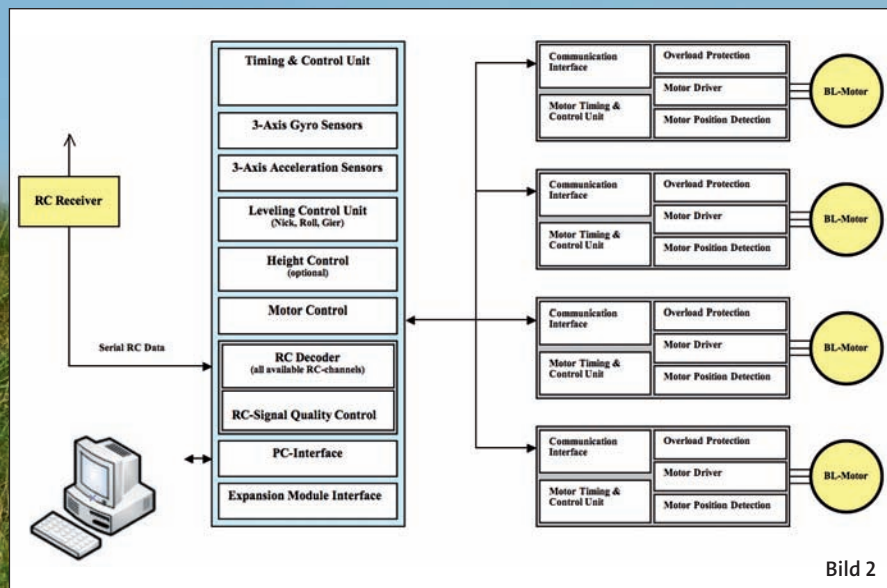 RC Receiver
Serial RC Data
Timing & Control Unit
3-Axis Gyro Sensors
3-Axis Acceleration Sensors
Leveling Control Unit
(Nick, Roll, Gier)
Height Control
(optional)
Motor Control
RC Decoder
(all available RC-channels)
RC-Signal Quality Control
PC-Interface
Expansion Module Interface
Communication
Interface
Motor Timing &
Control Unit
Overload Protection
Motor Driver
Motor Position Detection
BL-Motor
Communication
Interface
Motor Timing &
Control Unit
Overload Protection
Motor Driver
Motor Position Detection
BL-Motor
Communication
Interface
Motor Timing &
Control Unit
Overload Protection
Motor Driver
Motor Position Detection
BL-Motor
Communication
Interface
Motor Timing &
Control Unit
Overload Protection
Motor Driver
Motor Position Detection
BL-Motor
Bild 2